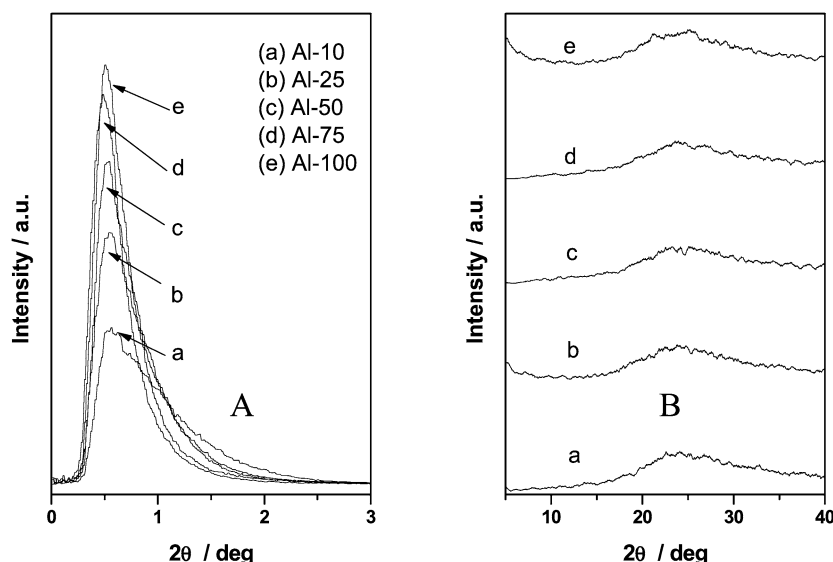 (a) Al-10
(b) Al-25
(c) Al-50
(d) Al-75
(e) Al-100
e
d
c
b
a
A
Intensity / a.u.
0 1 2 3
2θ / deg
e
d
c
b
B
a
Intensity / a.u.
10 20 30 40
2θ / deg